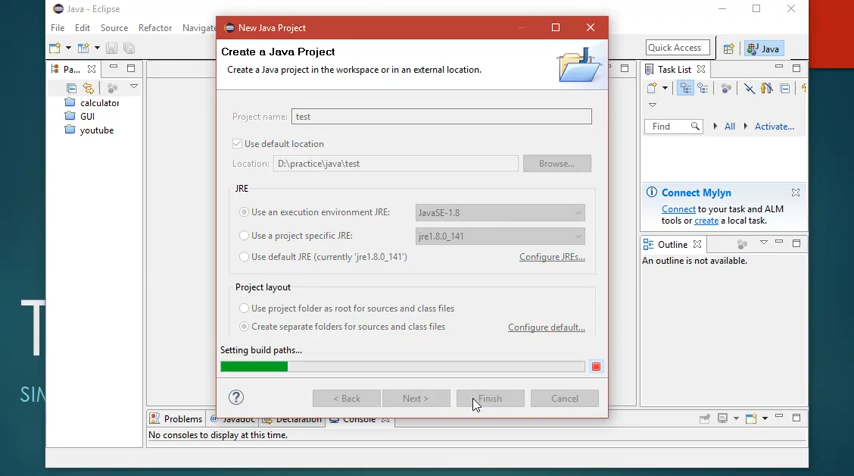 Java - Eclipse
File Edit Source Refactor Navigate
Quick Access
Java
Pa...
calculator
GUI
youtube
New Java Project
Create a Java Project
Create a Java project in the workspace or in an external location.
Project name: test
Use default location
Location: D:\practice\java\test Browse...
JRE
Use an execution environment JRE: JavaSE-1.8
Use a project specific JRE: jre1.8.0_141
Use default JRE (currently 'jre1.8.0_141') Configure JREs...
Project layout
Use project folder as root for sources and class files
Create separate folders for sources and class files Configure default...
Setting build paths...
< Back Next > Finish Cancel
Task List
Find All Activate...
Connect Mylyn
Connect to your task and ALM
tools or create a local task.
Outline
An outline is not available.
Problems Javadoc Declaration Console
No consoles to display at this time.
T
SIM